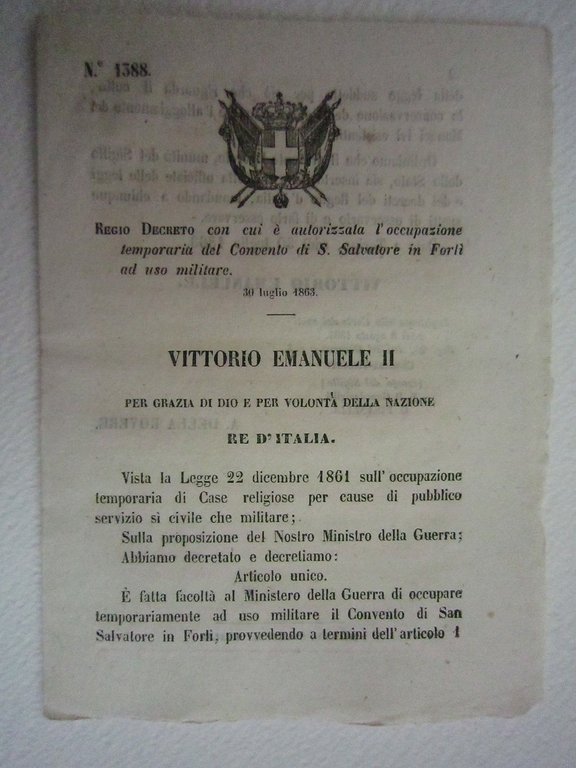 N.° 1388.
REGIO DECRETO con cui è autorizzata l'occupazione
temporaria del Convento di S. Salvatore in Forlì
ad uso militare.
30 luglio 1863.
VITTORIO EMANUELE II
PER GRAZIA DI DIO E PER VOLONTÀ DELLA NAZIONE
RE D'ITALIA.
Vista la Legge 22 dicembre 1861 sull'occupazione
temporaria di Case religiose per cause di pubblico
servizio sì civile che militare;
Sulla proposizione del Nostro Ministro della Guerra;
Abbiamo decretato e decretiamo:
Articolo unico.
È fatta facoltà al Ministero della Guerra di occupare
temporariamente ad uso militare il Convento di San
Salvatore in Forlì, provvedendo a termini dell'articolo 1